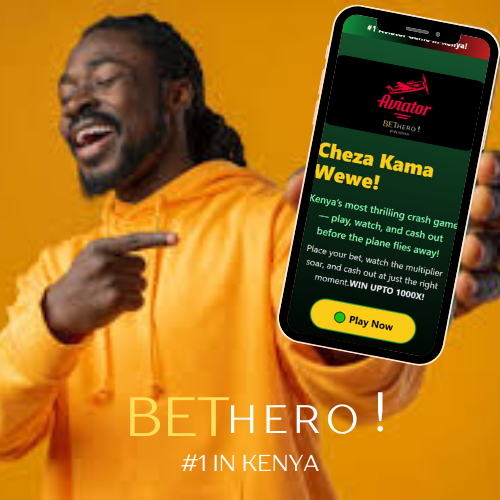 #1 Aviator Game in Kenya!
Aviator
BETHERO!
Cheza Kama
Wewe!
Kenya's most thrilling crash game
— play, watch, and cash out
before the plane flies away!
Place your bet, watch the multiplier
soar, and cash out at just the right
moment.WIN UPTO 1000X!
Play Now
BETHERO!
#1 IN KENYA